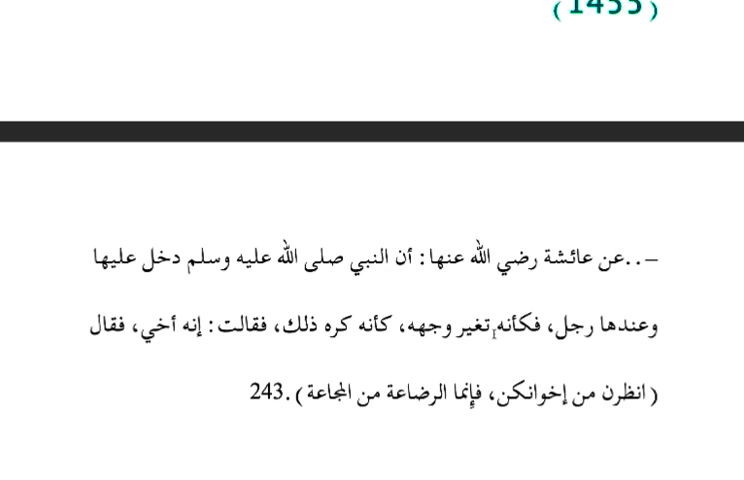 (1455)
–..عن عائشة رضي الله عنها: أن النبي صلى الله عليه وسلم دخل عليها
وعندها رجل، فكأنه تغير وجهه، كأنه كره ذلك، فقالت: إنه أخي، فقال
(انظرن من إخوانكن، فإنما الرضاعة من المجاعة).243